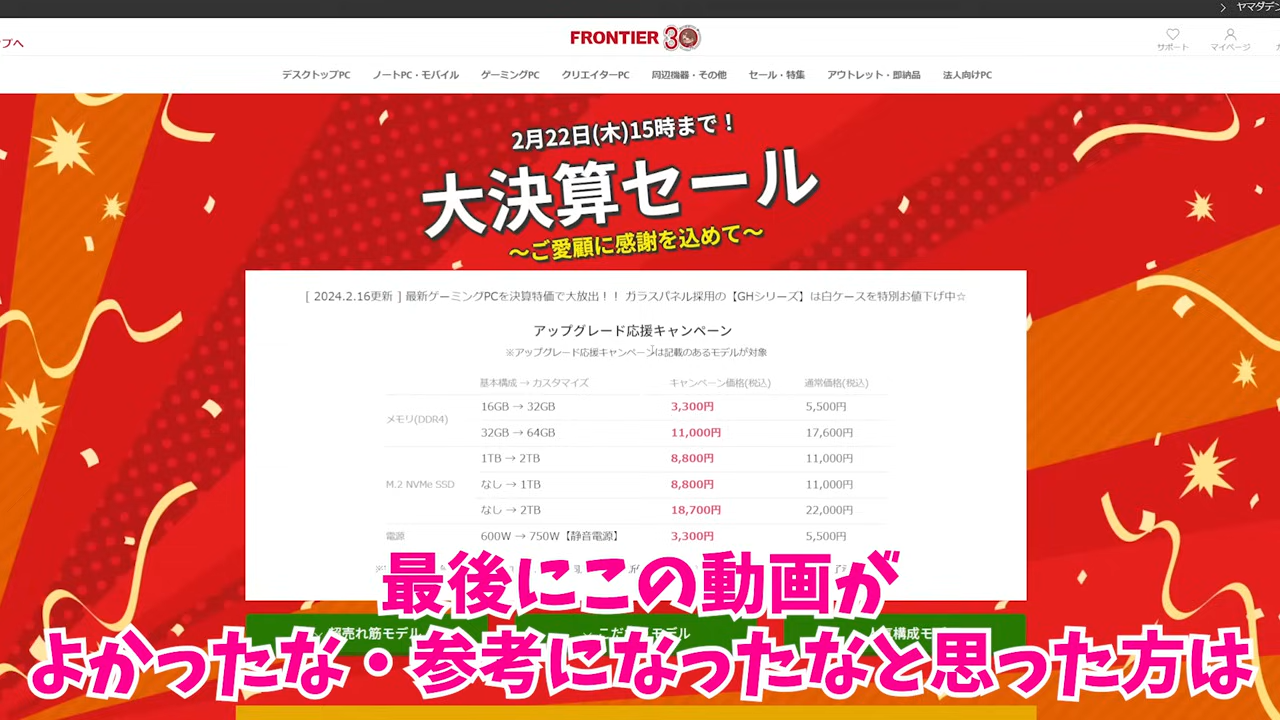 ヤマダデン
プへ
FRONTIER 30
サポート
マイページ
デスクトップPC ノートPC・モバイル ゲーミングPC クリエイターPC 周辺機器・その他 セール・特集 アウトレット・即納品 法人向けPC
2月22日(木)15時まで！
大決算セール
～ご愛顧に感謝を込めて～
[ 2024.2.16更新 ] 最新ゲーミングPCを決算特価で大放出！！ ガラスパネル採用の【GHシリーズ】は白ケースを特別お値下げ中☆
アップグレード応援キャンペーン
※アップグレード応援キャンペーンは記載のあるモデルが対象
基本構成 → カスタマイズ キャンペーン価格(税込) 通常価格(税込)
メモリ(DDR4)
16GB → 32GB 3,300円 5,500円
32GB → 64GB 11,000円 17,600円
1TB → 2TB 8,800円 11,000円
M.2 NVMe SSD なし → 1TB 8,800円 11,000円
なし → 2TB 18,700円 22,000円
電源 600W → 750W【静音電源】 3,300円 5,500円
最後にこの動画が
よかったな・参考になったなと思った方は